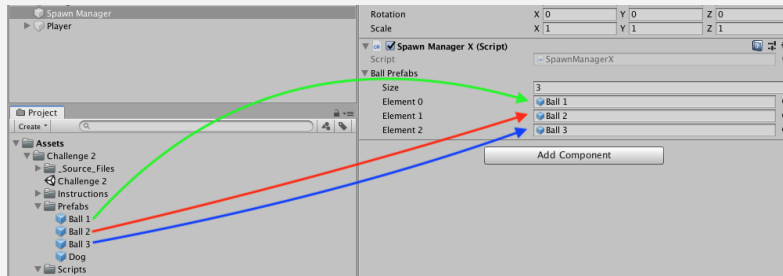 Spawn Manager
Player
Project
Create
Assets
Challenge 2
_Source_Files
Challenge 2
Instructions
Prefabs
Ball 1
Ball 2
Ball 3
Dog
Scripts
Rotation X 0 Y 0 Z 0
Scale X 1 Y 1 Z 1
Spawn Manager X (Script)
Script SpawnManagerX
Ball Prefabs
Size 3
Element 0 Ball 1
Element 1 Ball 2
Element 2 Ball 3
Add Component